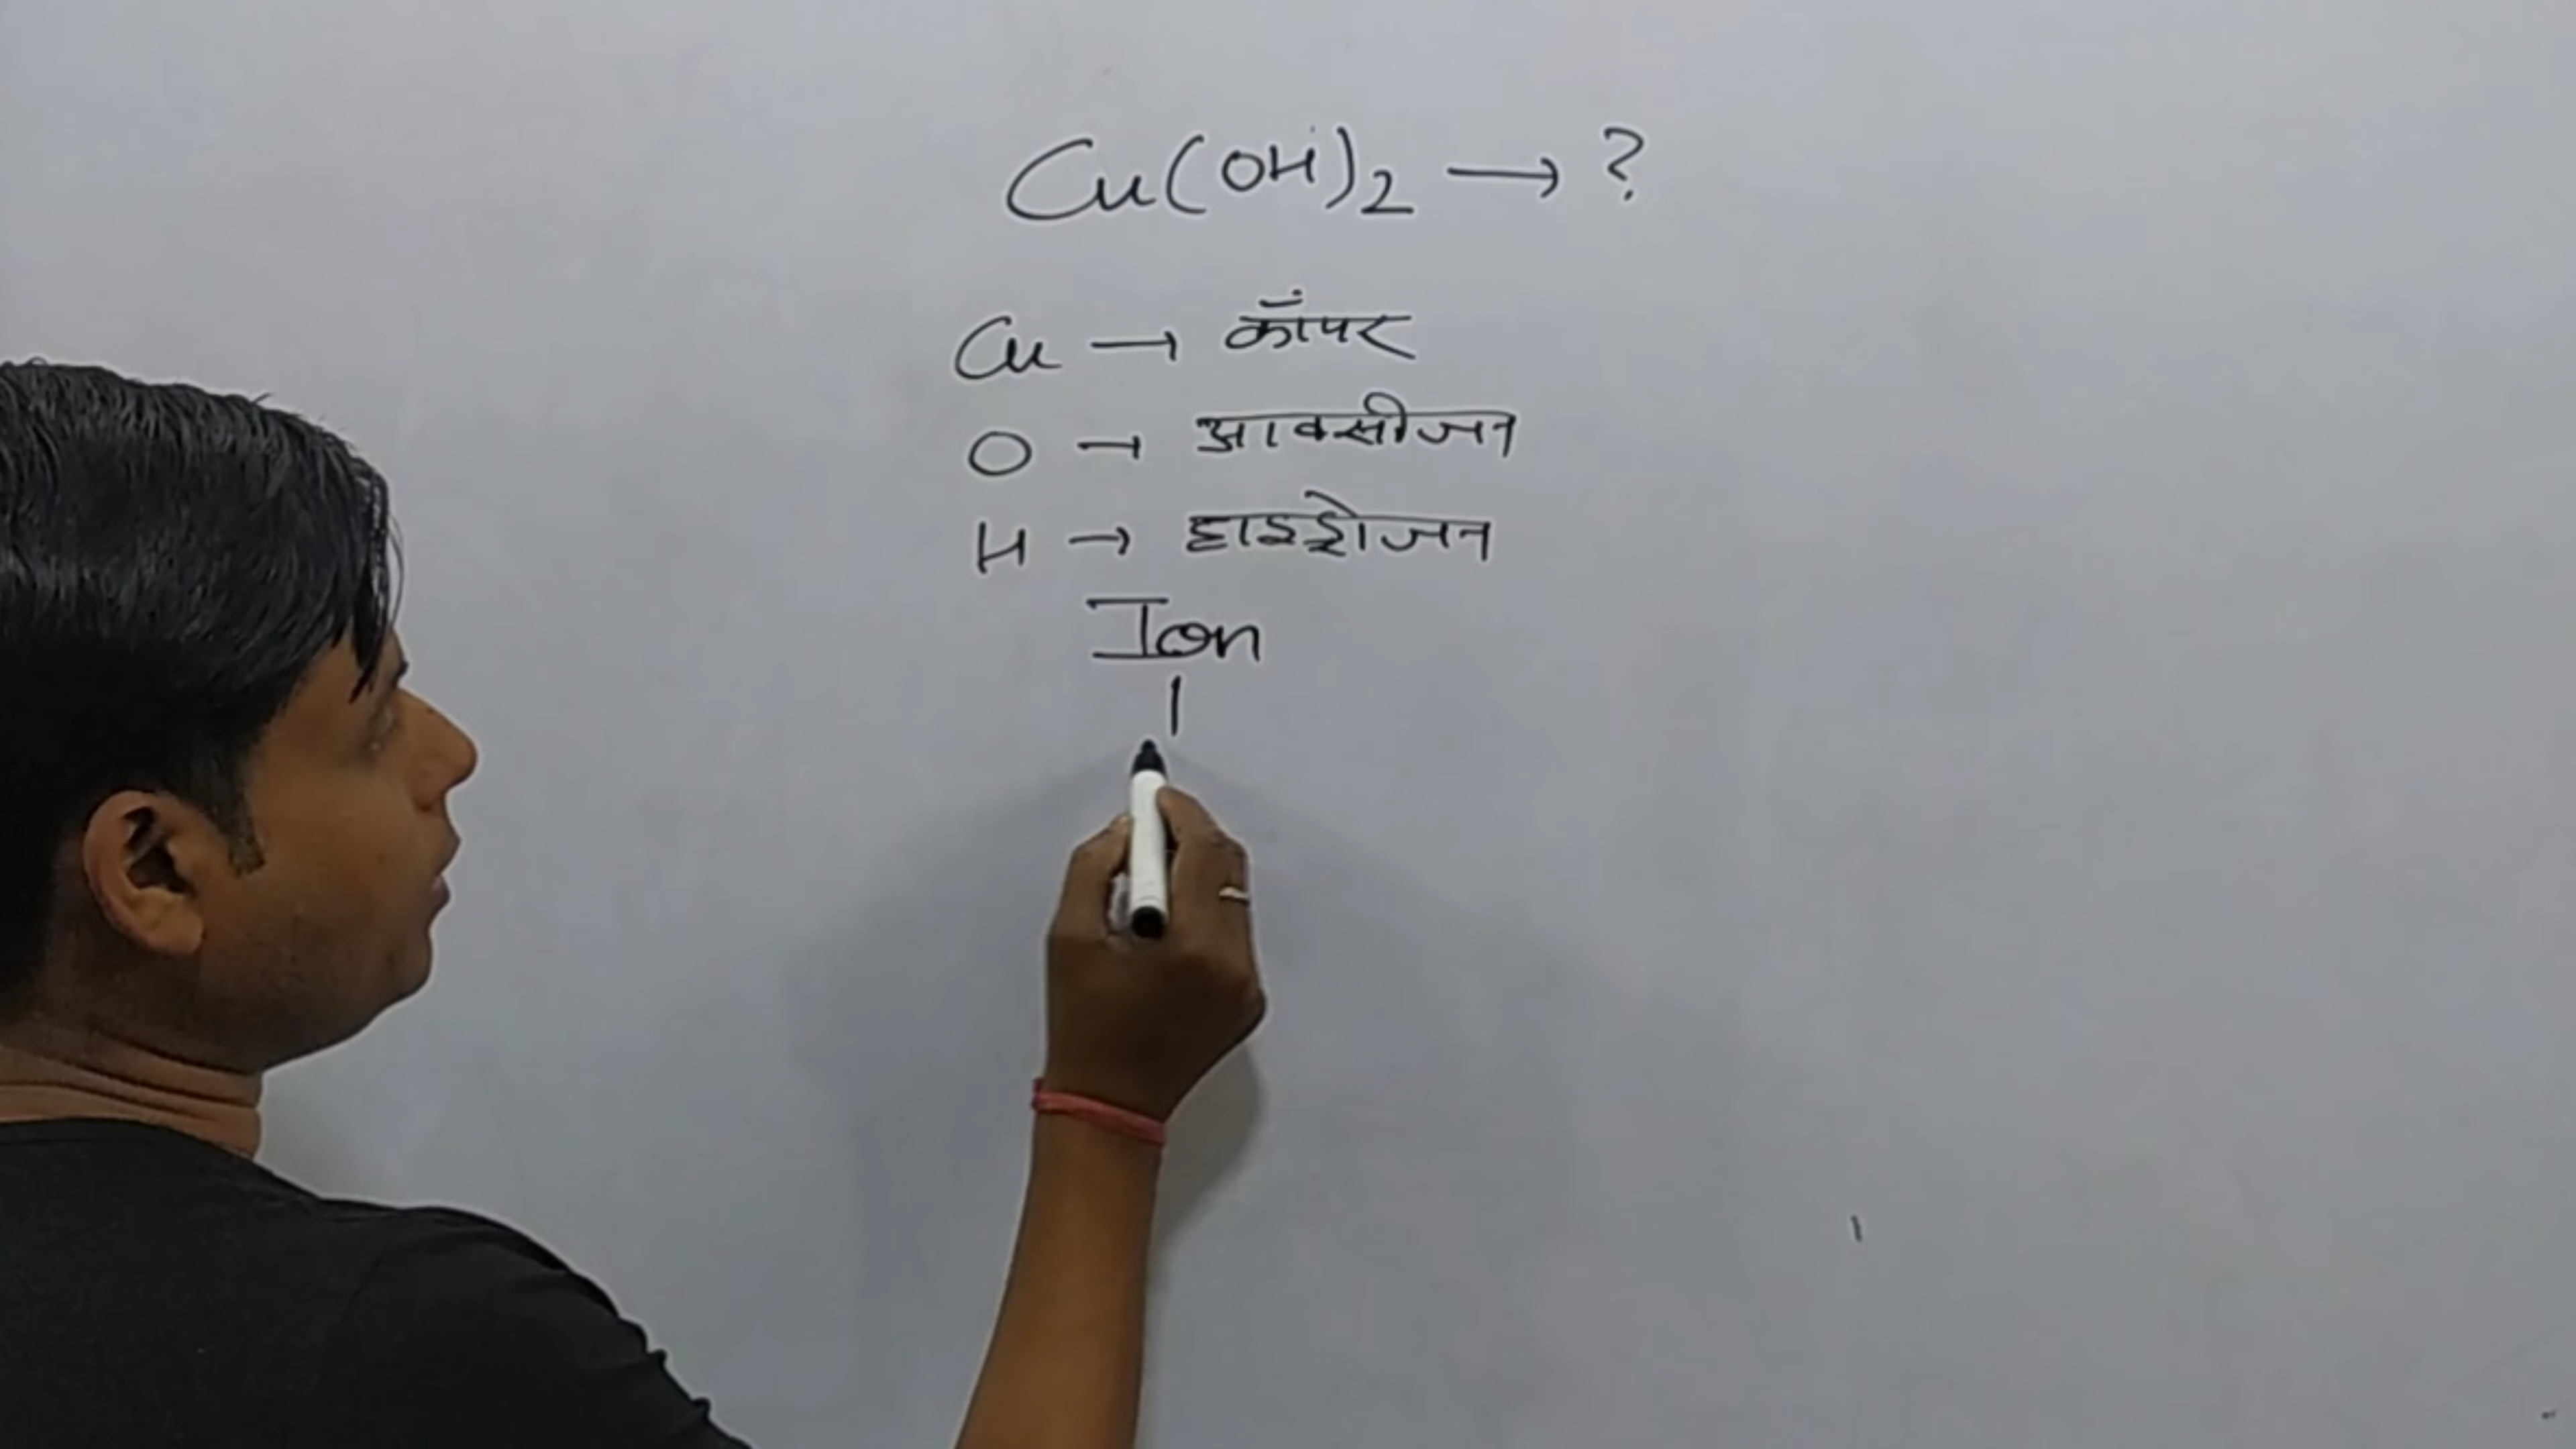 Cu(OH)2 → ?
Cu → कॉपर
O → आक्सीजन
H → हाइड्रोजन
Ion